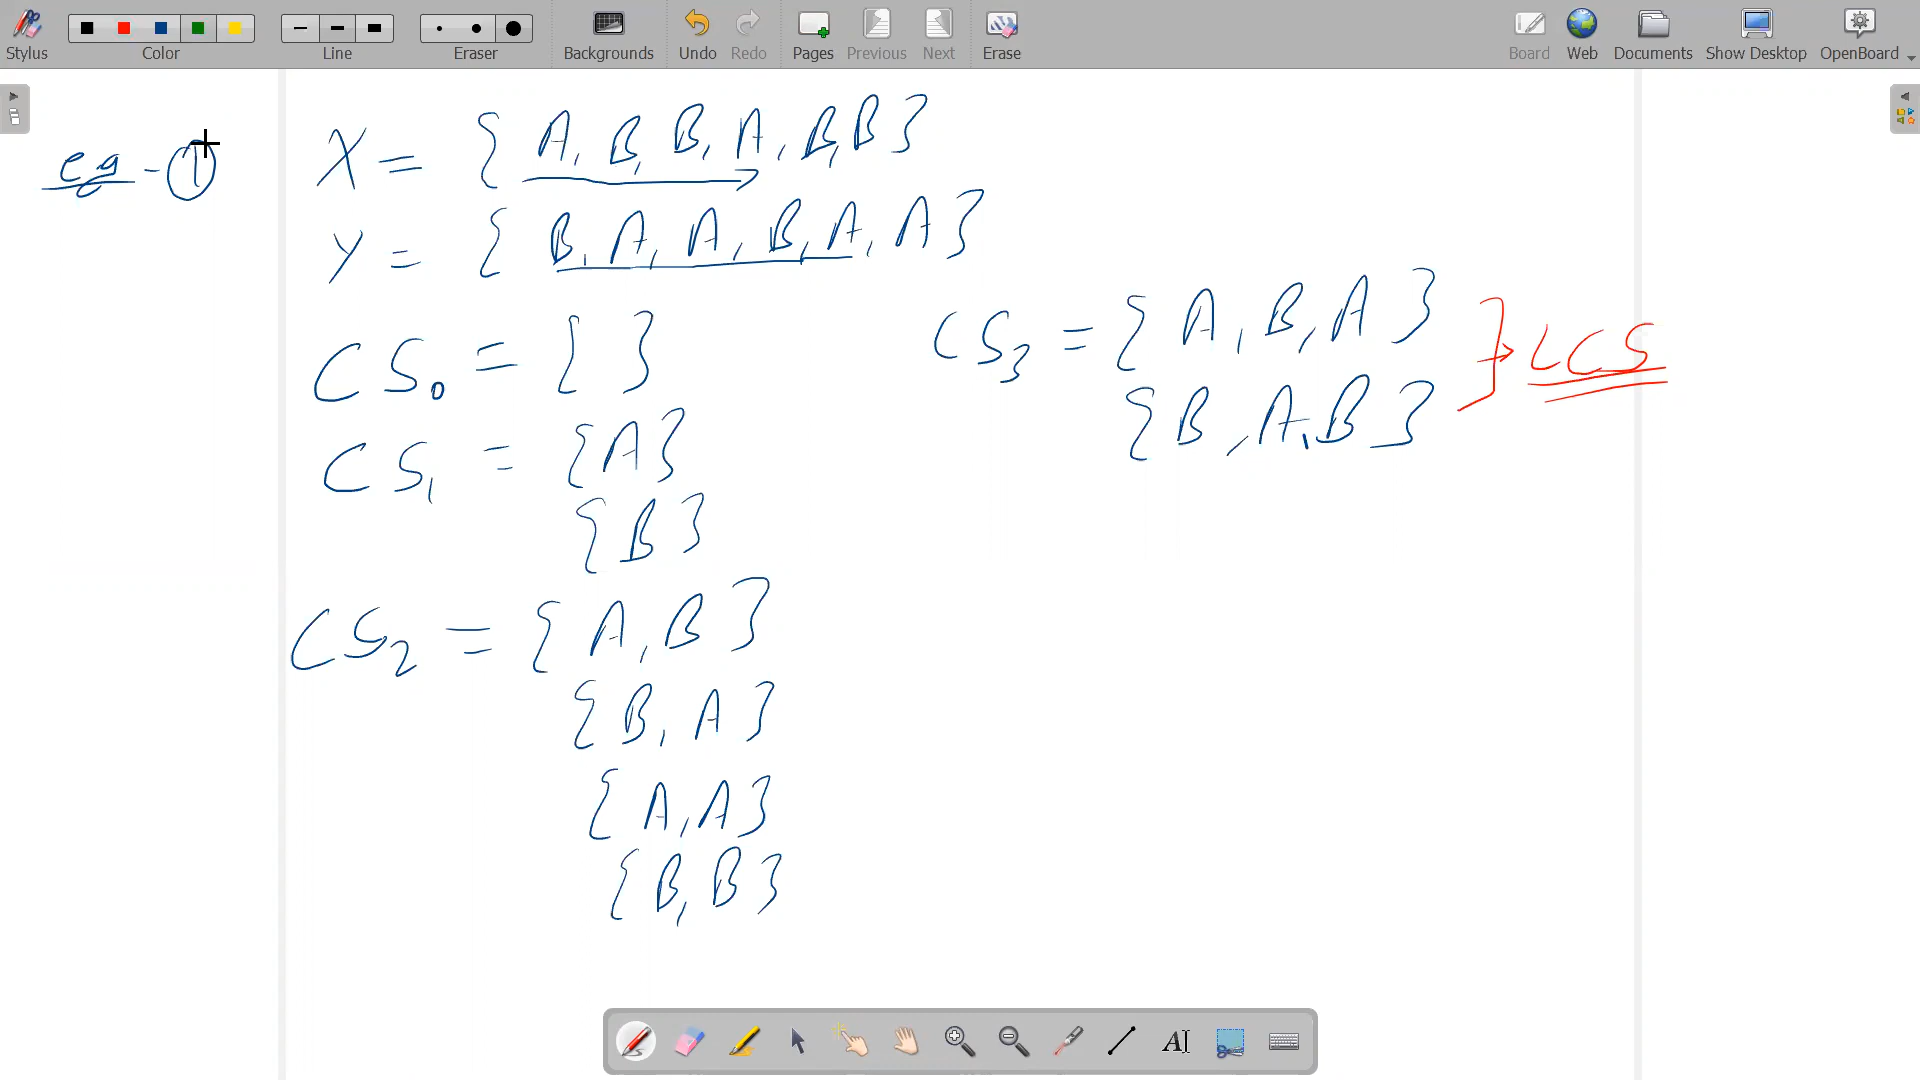 Stylus Color Line Eraser Backgrounds Undo Redo Pages Previous Next Erase Board Web Documents Show Desktop OpenBoard
eg - 1
X = { A, B, B, A, B, B }
Y = { B, A, A, B, A, A }
CS0 = { }
CS1 = {A}
{B}
CS2 = { A, B }
{ B, A }
{ A, A }
{ B, B }
CS3 = { A, B, A }
{ B, A, B }
LCS
AI